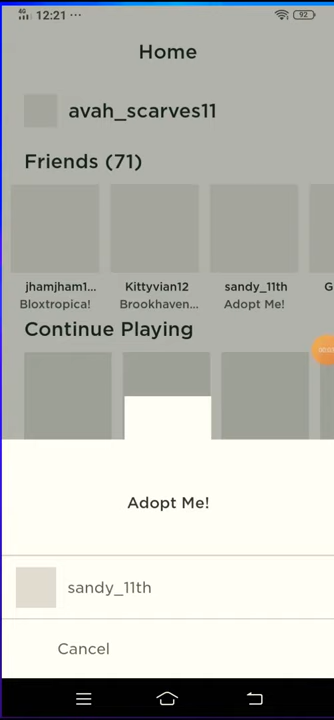 4G 12:21 ... 92
Home
avah_scarves11
Friends (71)
jhamjham1... Kittyvian12 sandy_11th G
Bloxtropica! Brookhaven... Adopt Me!
Continue Playing
Adopt Me!
sandy_11th
Cancel